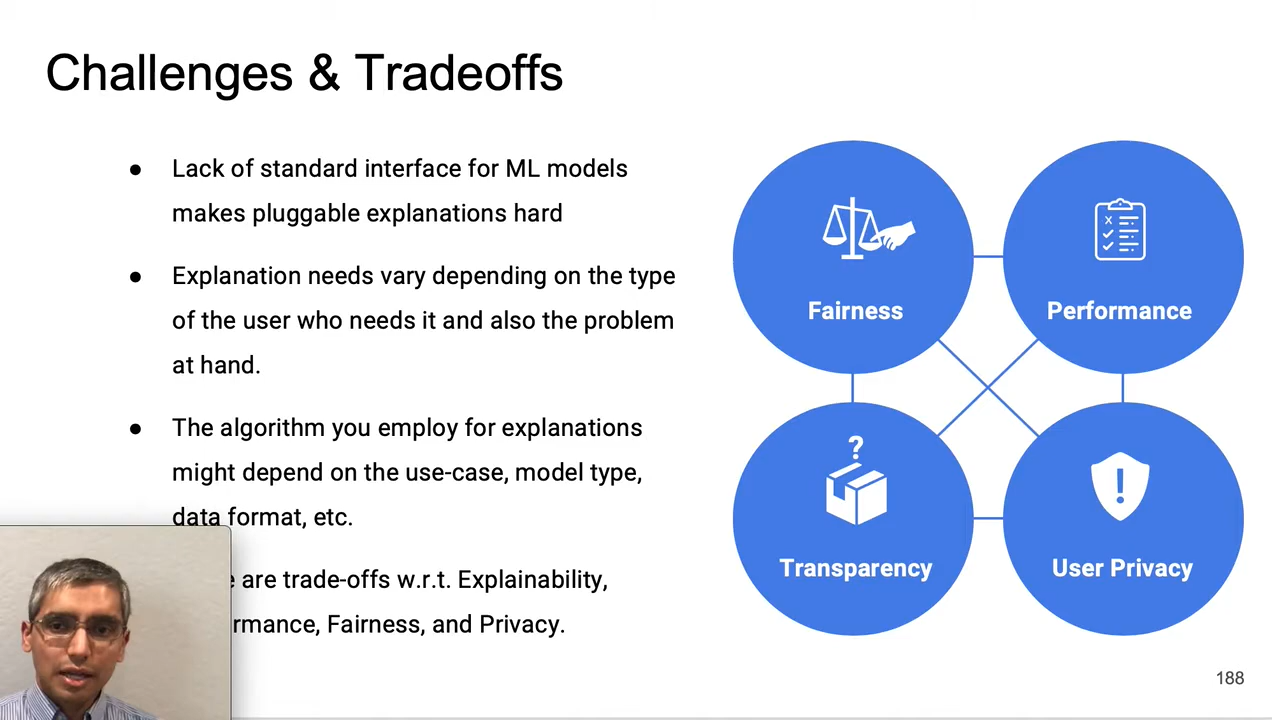 Challenges & Tradeoffs
● Lack of standard interface for ML models
makes pluggable explanations hard
● Explanation needs vary depending on the type
of the user who needs it and also the problem
at hand.
● The algorithm you employ for explanations
might depend on the use-case, model type,
data format, etc.
are trade-offs w.r.t. Explainability,
Fairness, and Privacy.
Fairness
Performance
?
Transparency
!
User Privacy
188